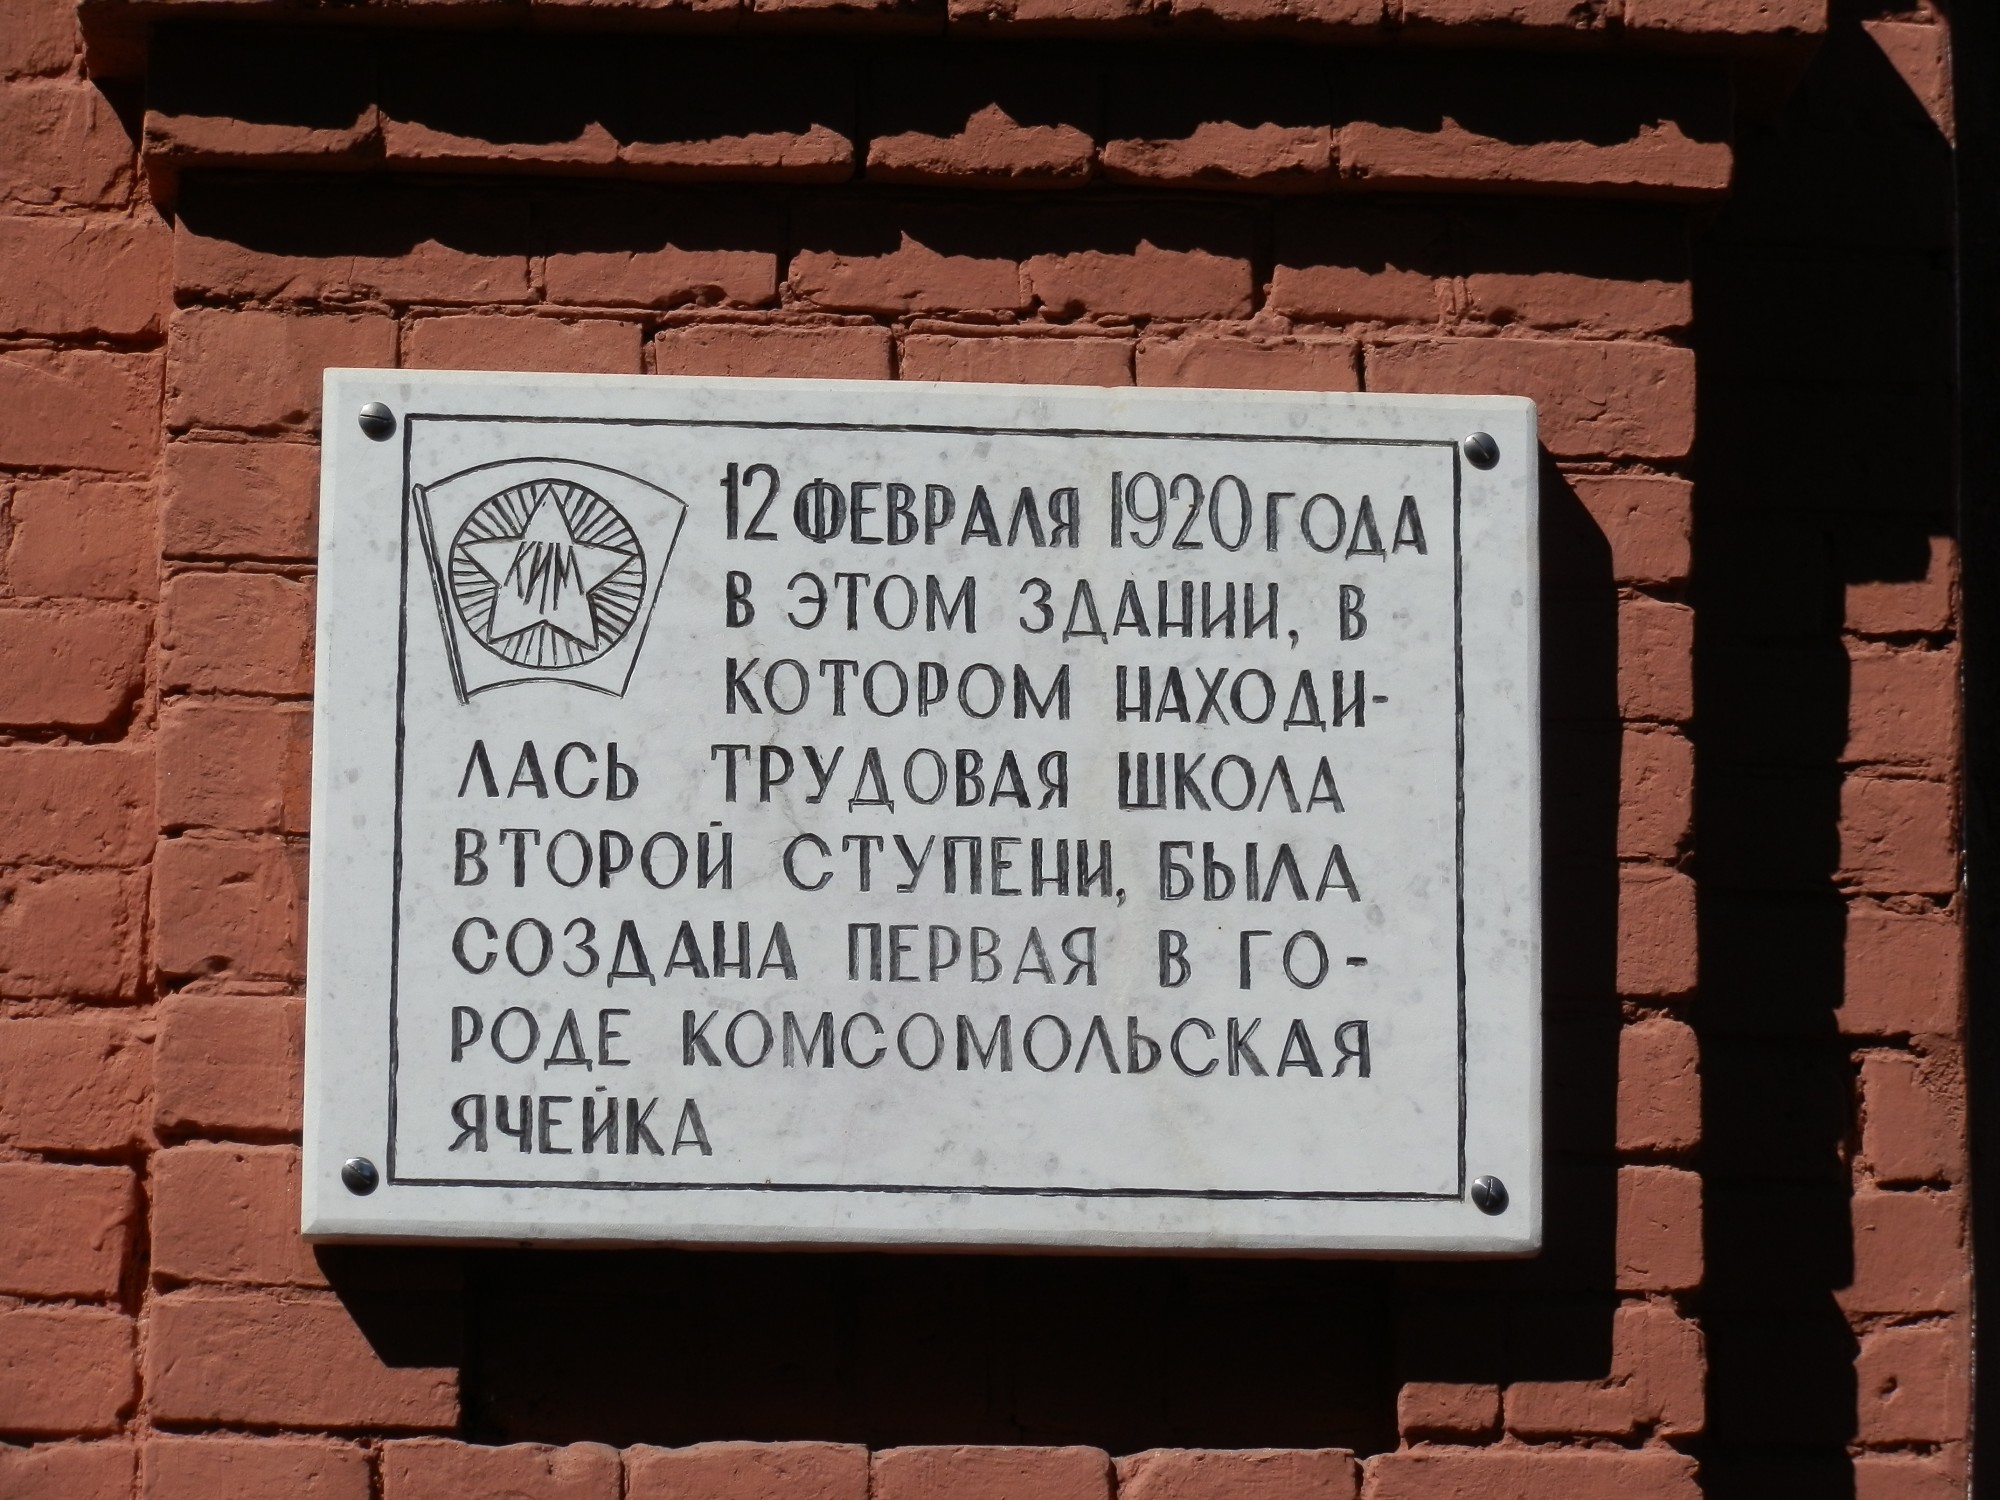 КИМ
12 ФЕВРАЛЯ 1920 ГОДА
В ЭТОМ ЗДАНИИ, В
КОТОРОМ НАХОДИ-
ЛАСЬ ТРУДОВАЯ ШКОЛА
ВТОРОЙ СТУПЕНИ, БЫЛА
СОЗДАНА ПЕРВАЯ В ГО-
РОДЕ КОМСОМОЛЬСКАЯ
ЯЧЕЙКА